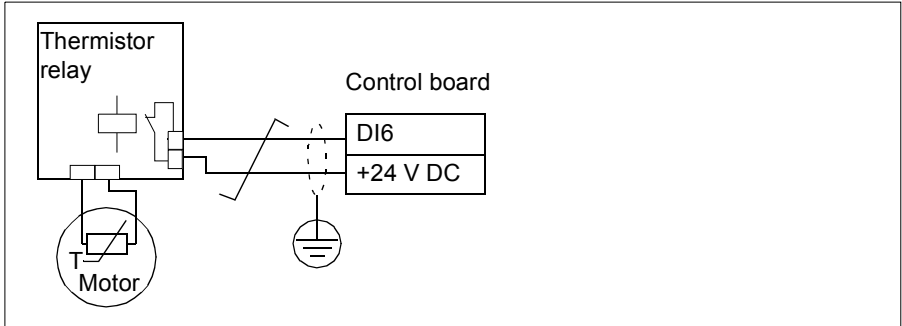 Thermistor
relay
Control board
DI6
+24 V DC
T
Motor